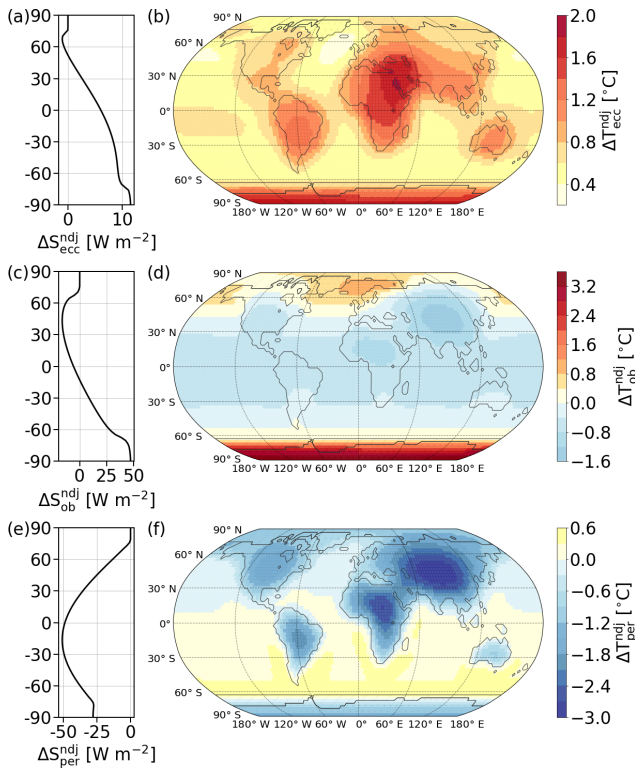 (a) 90
60
30
0
-30
-60
-90
0 10
ΔS_ecc^ndj [W m⁻²]
(b)
90° N
60° N
30° N
0°
30° S
60° S
90° S
180° W 120° W 60° W 0° 60° E 120° E 180° E
2.0
1.6
1.2
0.8
0.4
ΔT_ecc^ndj [°C]
(c) 90
60
30
0
-30
-60
-90
0 25 50
ΔS_ob^ndj [W m⁻²]
(d)
90° N
60° N
30° N
0°
30° S
60° S
90° S
180° W 120° W 60° W 0° 60° E 120° E 180° E
3.2
2.4
1.6
0.8
0.0
−0.8
−1.6
ΔT_ob^ndj [°C]
(e) 90
60
30
0
-30
-60
-90
-50 -25 0
ΔS_per^ndj [W m⁻²]
(f)
90° N
60° N
30° N
0°
30° S
60° S
90° S
180° W 120° W 60° W 0° 60° E 120° E 180° E
0.6
0.0
−0.6
−1.2
−1.8
−2.4
−3.0
ΔT_per^ndj [°C]